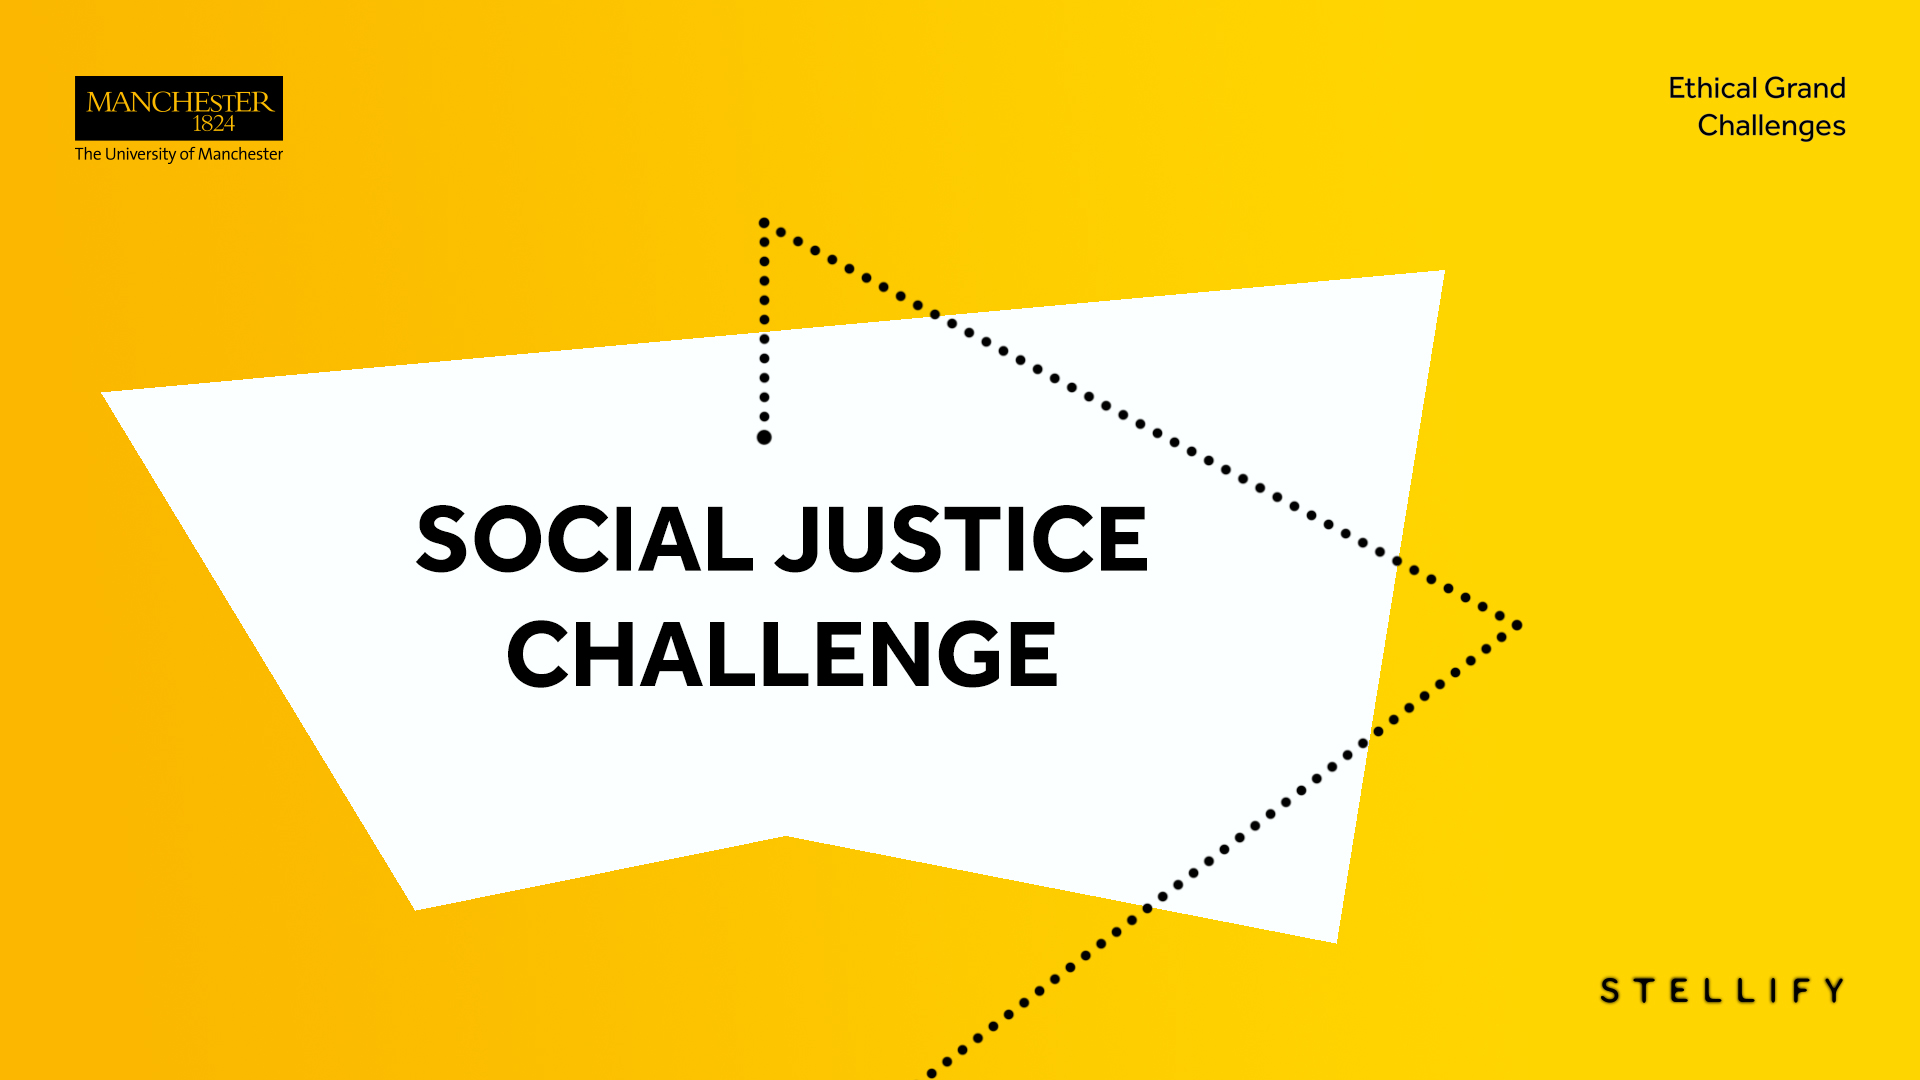 MANCHESTER
1824
The University of Manchester
Ethical Grand
Challenges
SOCIAL JUSTICE
CHALLENGE
STELLIFY